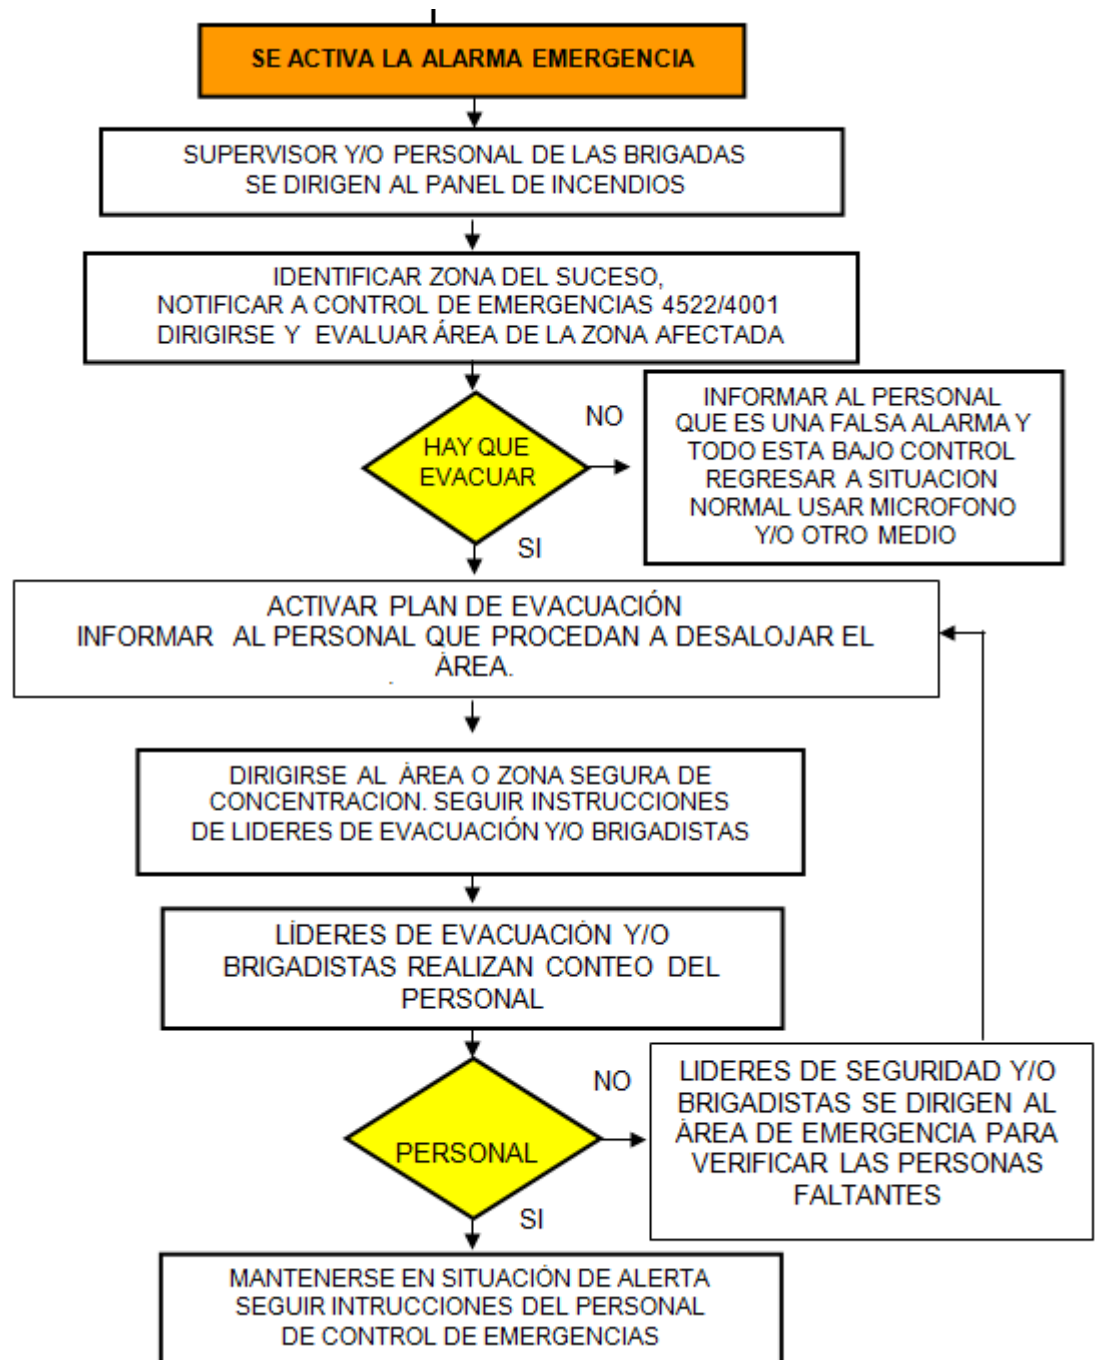 SE ACTIVA LA ALARMA EMERGENCIA
SUPERVISOR Y/O PERSONAL DE LAS BRIGADAS
SE DIRIGEN AL PANEL DE INCENDIOS
IDENTIFICAR ZONA DEL SUCESO,
NOTIFICAR A CONTROL DE EMERGENCIAS 4522/4001
DIRIGIRSE Y EVALUAR ÁREA DE LA ZONA AFECTADA
HAY QUE
EVACUAR
NO
INFORMAR AL PERSONAL
QUE ES UNA FALSA ALARMA Y
TODO ESTA BAJO CONTROL
REGRESAR A SITUACION
NORMAL USAR MICROFONO
Y/O OTRO MEDIO
SI
ACTIVAR PLAN DE EVACUACIÓN
INFORMAR AL PERSONAL QUE PROCEDAN A DESALOJAR EL
ÁREA.
DIRIGIRSE AL ÁREA O ZONA SEGURA DE
CONCENTRACION. SEGUIR INSTRUCCIONES
DE LIDERES DE EVACUACIÓN Y/O BRIGADISTAS
LÍDERES DE EVACUACIÓN Y/O
BRIGADISTAS REALIZAN CONTEO DEL
PERSONAL
PERSONAL
NO
LIDERES DE SEGURIDAD Y/O
BRIGADISTAS SE DIRIGEN AL
ÁREA DE EMERGENCIA PARA
VERIFICAR LAS PERSONAS
FALTANTES
SI
MANTENERSE EN SITUACIÓN DE ALERTA
SEGUIR INTRUCCIONES DEL PERSONAL
DE CONTROL DE EMERGENCIAS